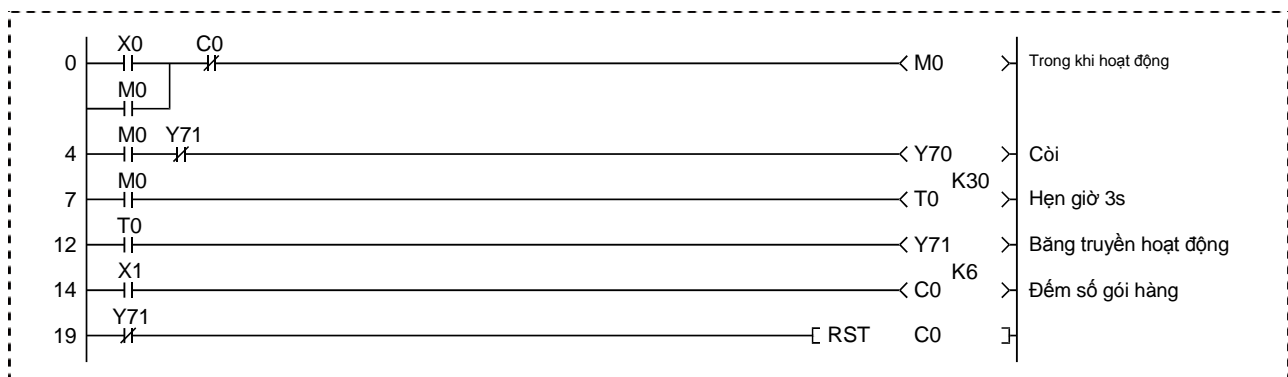 X0 C0
0 M0 Trong khi hoạt động
M0
M0 Y71
4 Y70 Còi
M0 K30
7 T0 Hẹn giờ 3s
T0
12 Y71 Băng truyền hoạt động
X1 K6
14 C0 Đếm số gói hàng
Y71
19 RST C0